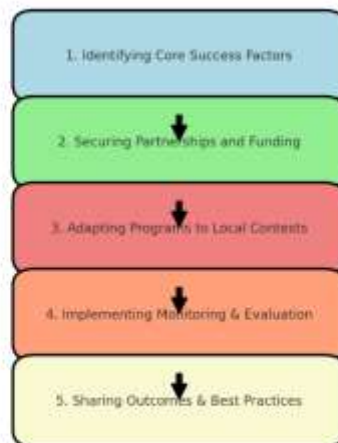 1. Identifying Core Success Factors
2. Securing Partnerships and Funding
3. Adapting Programs to Local Contexts
4. Implementing Monitoring & Evaluation
5. Sharing Outcomes & Best Practices